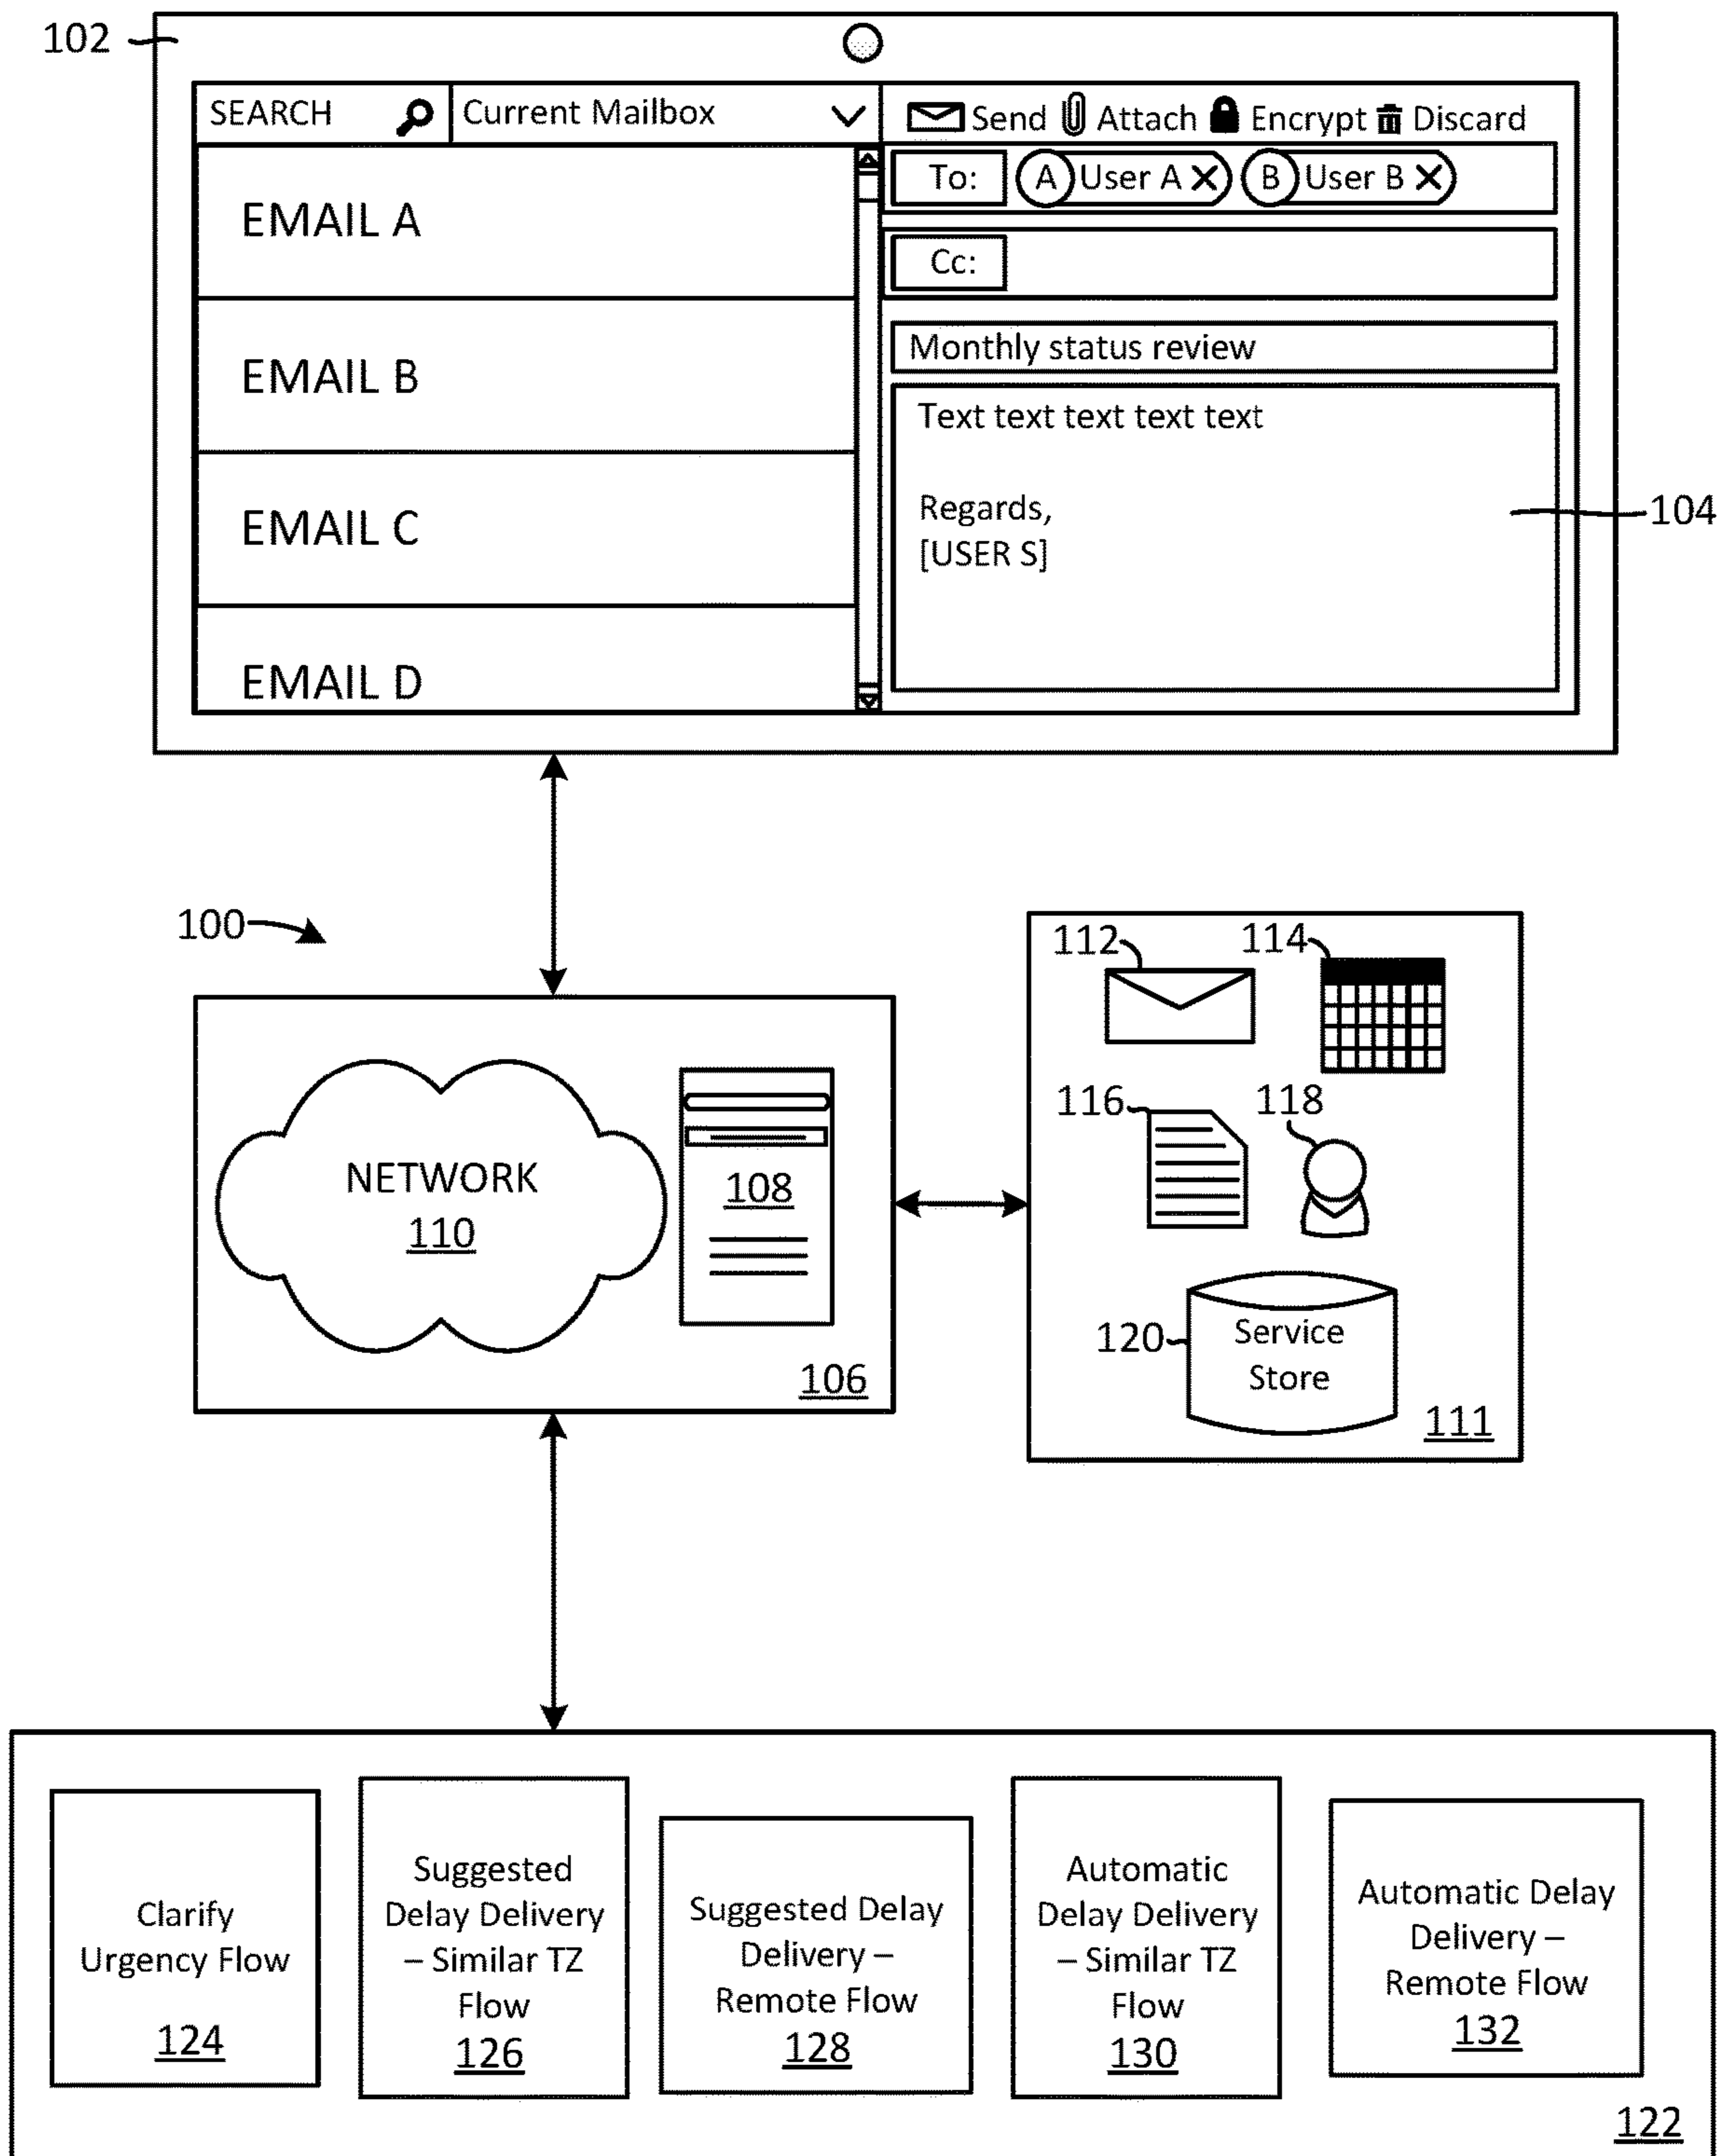 102
SEARCH
Current Mailbox
Send Attach Encrypt Discard
EMAIL A
EMAIL B
EMAIL C
EMAIL D
To: A User A B User B
Cc:
Monthly status review
Text text text text text
Regards,
[USER S]
104
100
NETWORK
110
108
106
112
114
116
118
120
Service
Store
111
Clarify
Urgency Flow
124
Suggested
Delay Delivery
– Similar TZ
Flow
126
Suggested Delay
Delivery –
Remote Flow
128
Automatic
Delay Delivery
– Similar TZ
Flow
130
Automatic Delay
Delivery –
Remote Flow
132
122